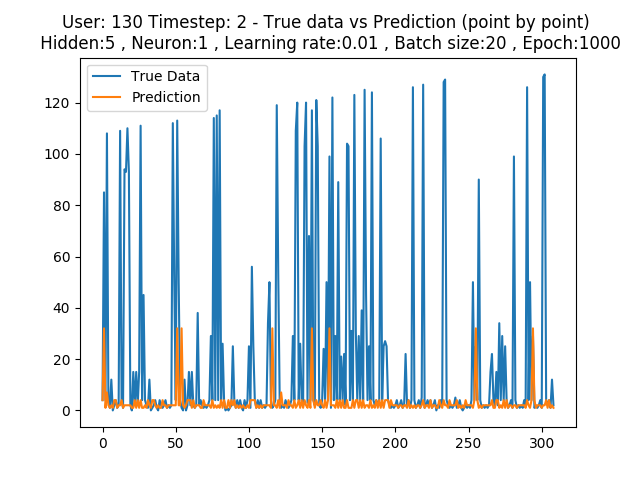 User: 130 Timestep: 2 - True data vs Prediction (point by point)
Hidden:5 , Neuron:1 , Learning rate:0.01 , Batch size:20 , Epoch:1000
True Data
Prediction
120
100
80
60
40
20
0
0 50 100 150 200 250 300